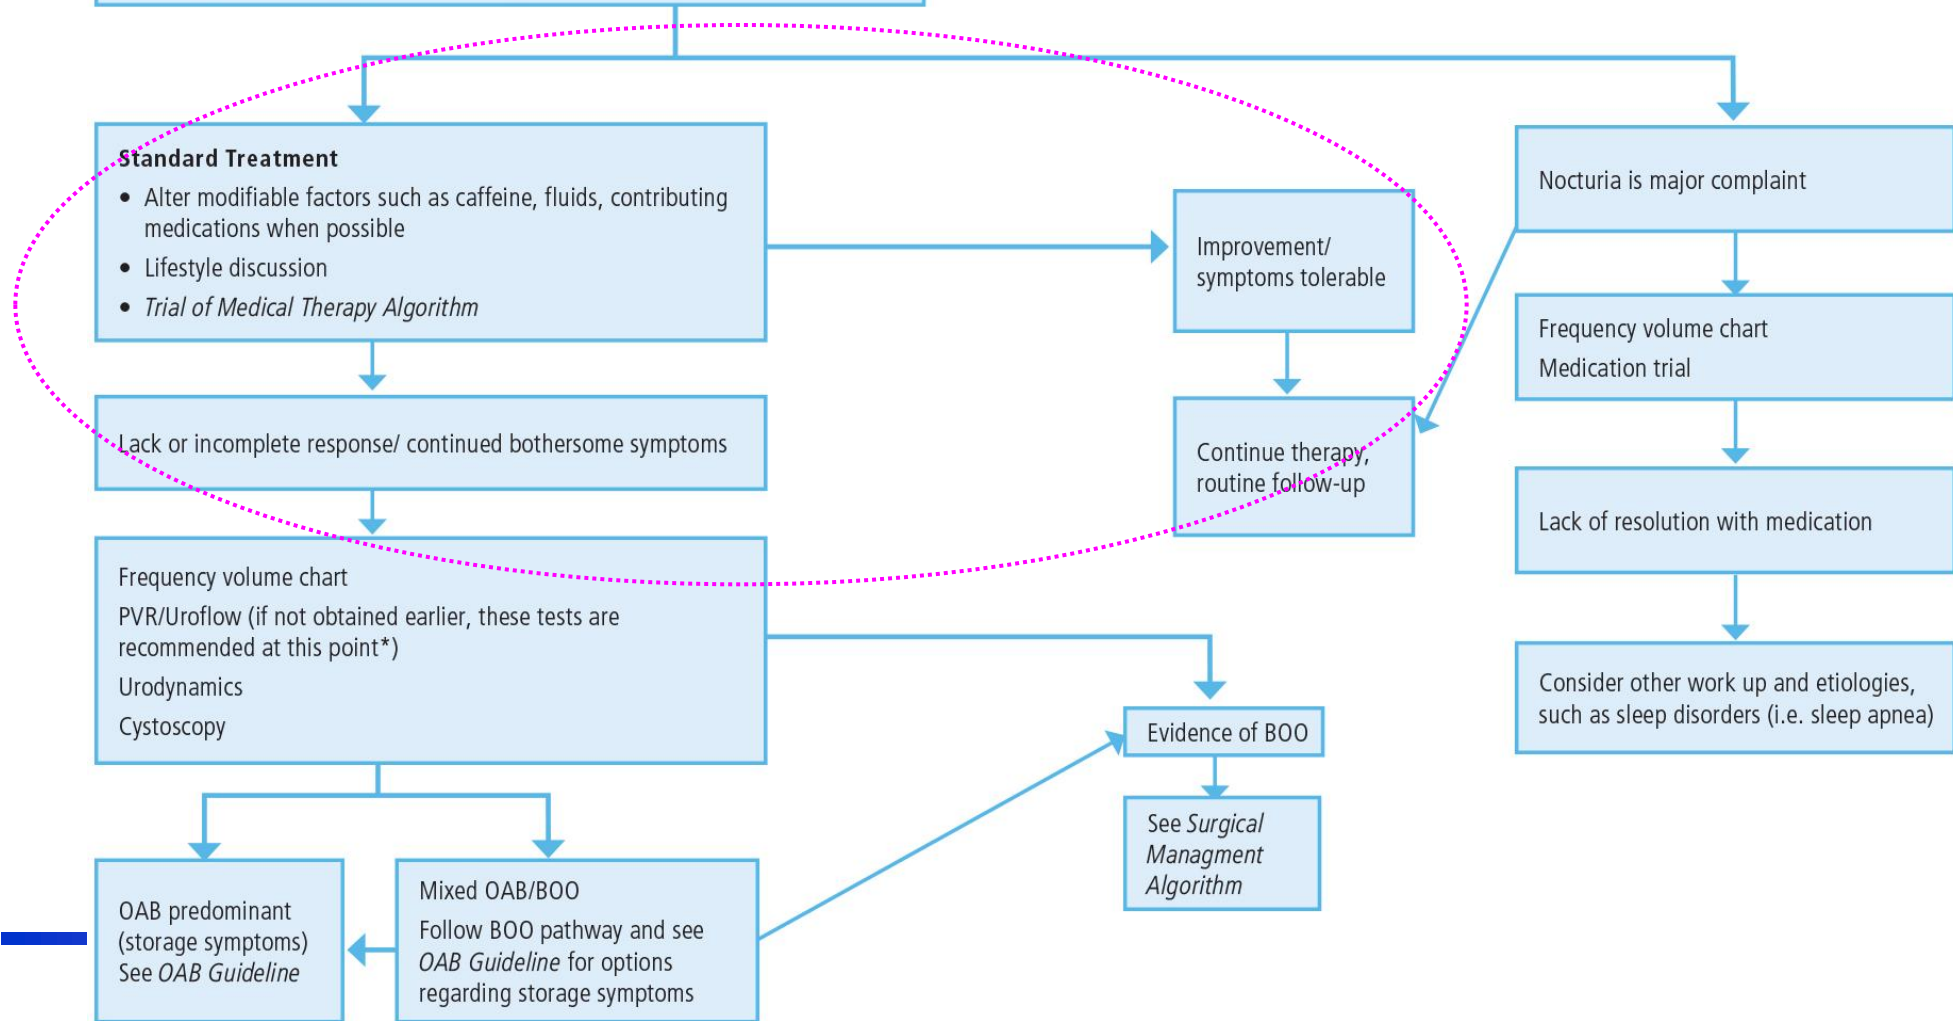 Standard Treatment
• Alter modifiable factors such as caffeine, fluids, contributing
medications when possible
• Lifestyle discussion
• Trial of Medical Therapy Algorithm
Improvement/
symptoms tolerable
Nocturia is major complaint
Frequency volume chart
Medication trial
Lack or incomplete response/ continued bothersome symptoms
Continue therapy,
routine follow-up
Lack of resolution with medication
Frequency volume chart
PVR/Uroflow (if not obtained earlier, these tests are
recommended at this point*)
Urodynamics
Cystoscopy
Consider other work up and etiologies,
such as sleep disorders (i.e. sleep apnea)
Evidence of BOO
See Surgical
Managment
Algorithm
OAB predominant
(storage symptoms)
See OAB Guideline
Mixed OAB/BOO
Follow BOO pathway and see
OAB Guideline for options
regarding storage symptoms